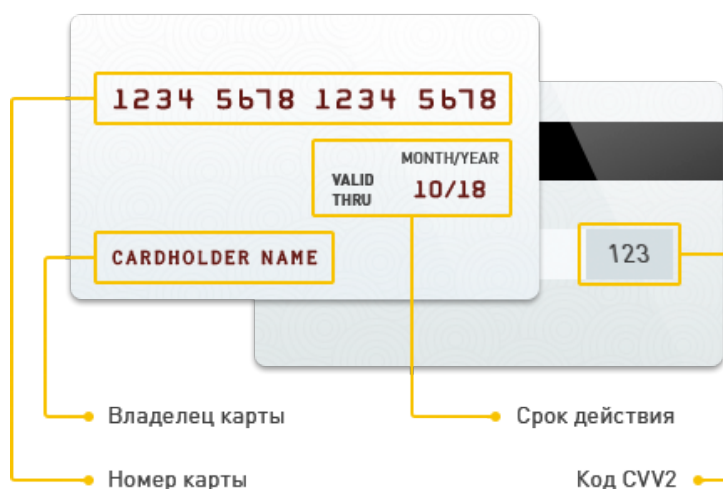 1234 5678 1234 5678
MONTH/YEAR
VALID
THRU
10/18
CARDHOLDER NAME
123
Владелец карты
Срок действия
Номер карты
Код CVV2